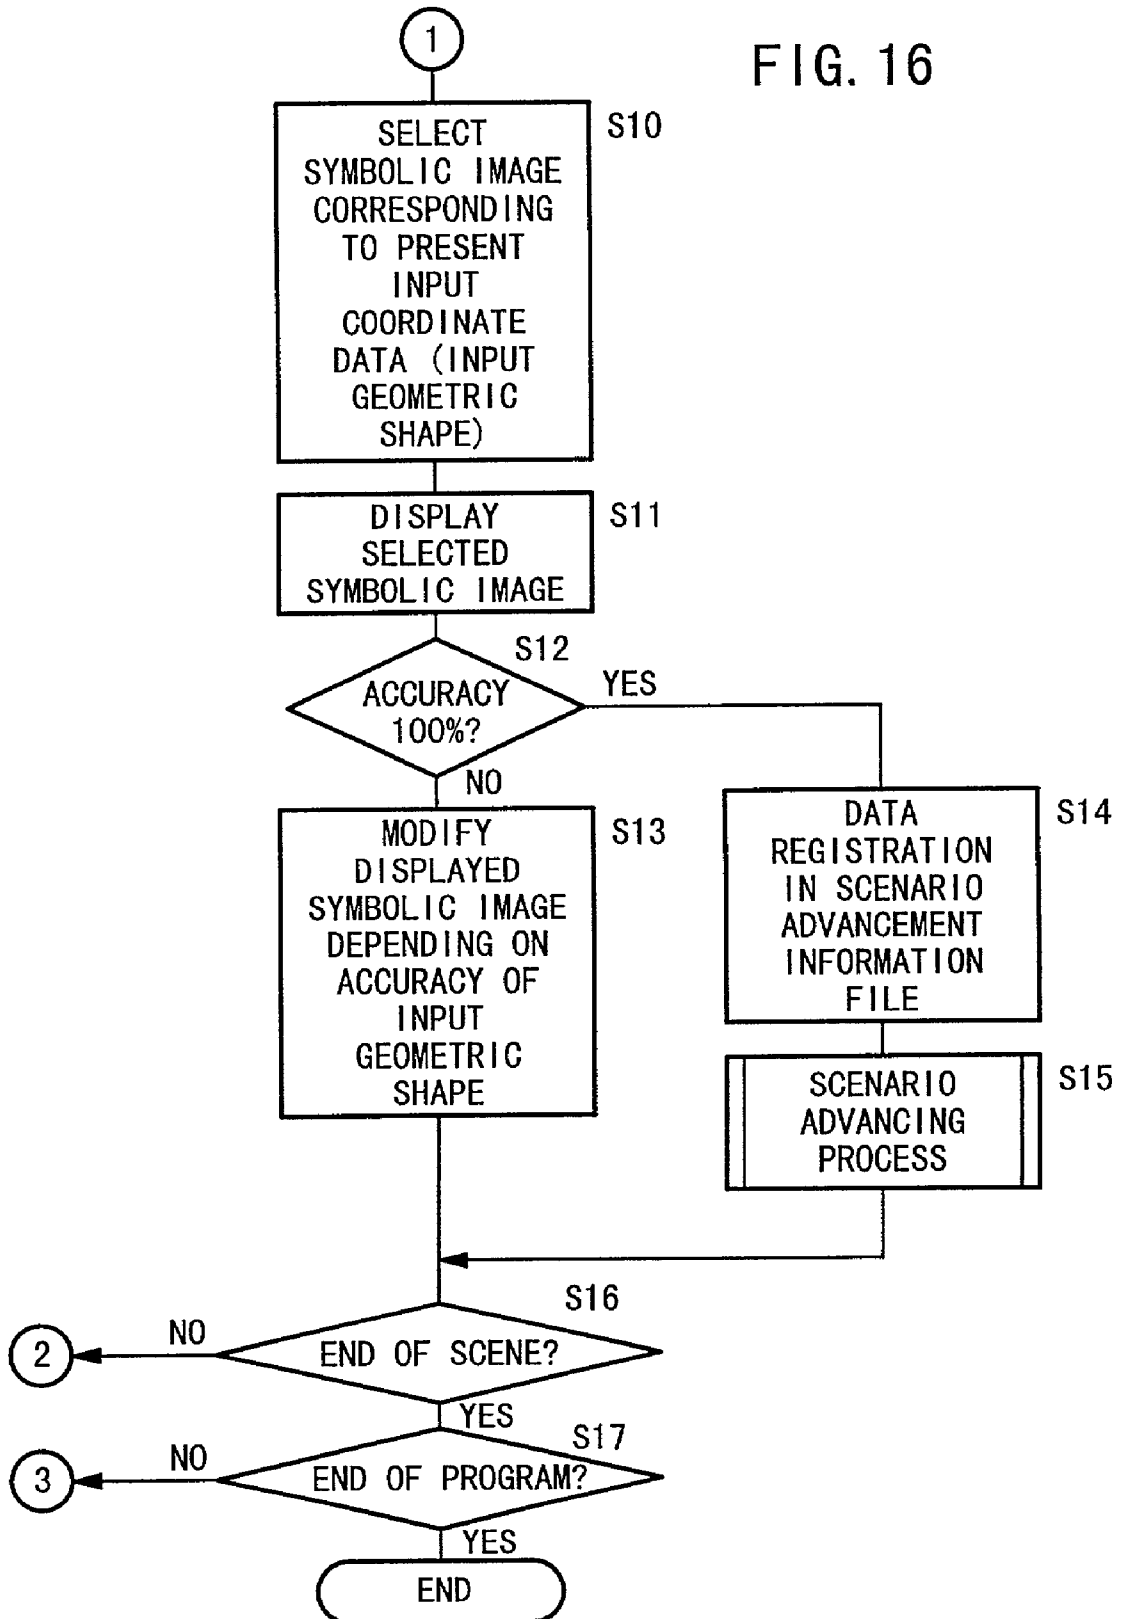 1
FIG. 16
SELECT
SYMBOLIC IMAGE
CORRESPONDING
TO PRESENT
INPUT
COORDINATE
DATA (INPUT
GEOMETRIC
SHAPE)
S10
DISPLAY
SELECTED
SYMBOLIC IMAGE
S11
S12
ACCURACY
100%?
YES
NO
MODIFY
DISPLAYED
SYMBOLIC IMAGE
DEPENDING ON
ACCURACY OF
INPUT
GEOMETRIC
SHAPE
S13
DATA
REGISTRATION
IN SCENARIO
ADVANCEMENT
INFORMATION
FILE
S14
SCENARIO
ADVANCING
PROCESS
S15
S16
END OF SCENE?
NO
2
YES
S17
END OF PROGRAM?
NO
3
YES
END